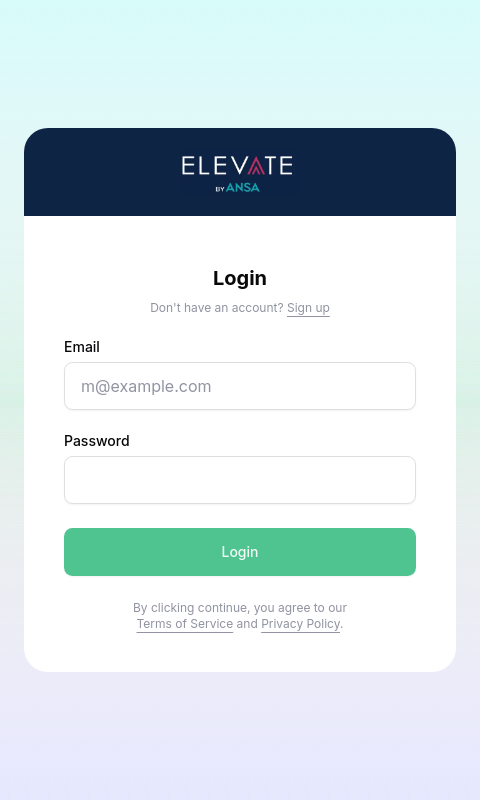 ELEVATE
BY ANSA
Login
Don't have an account? Sign up
Email
m@example.com
Password
Login
By clicking continue, you agree to our
Terms of Service and Privacy Policy.